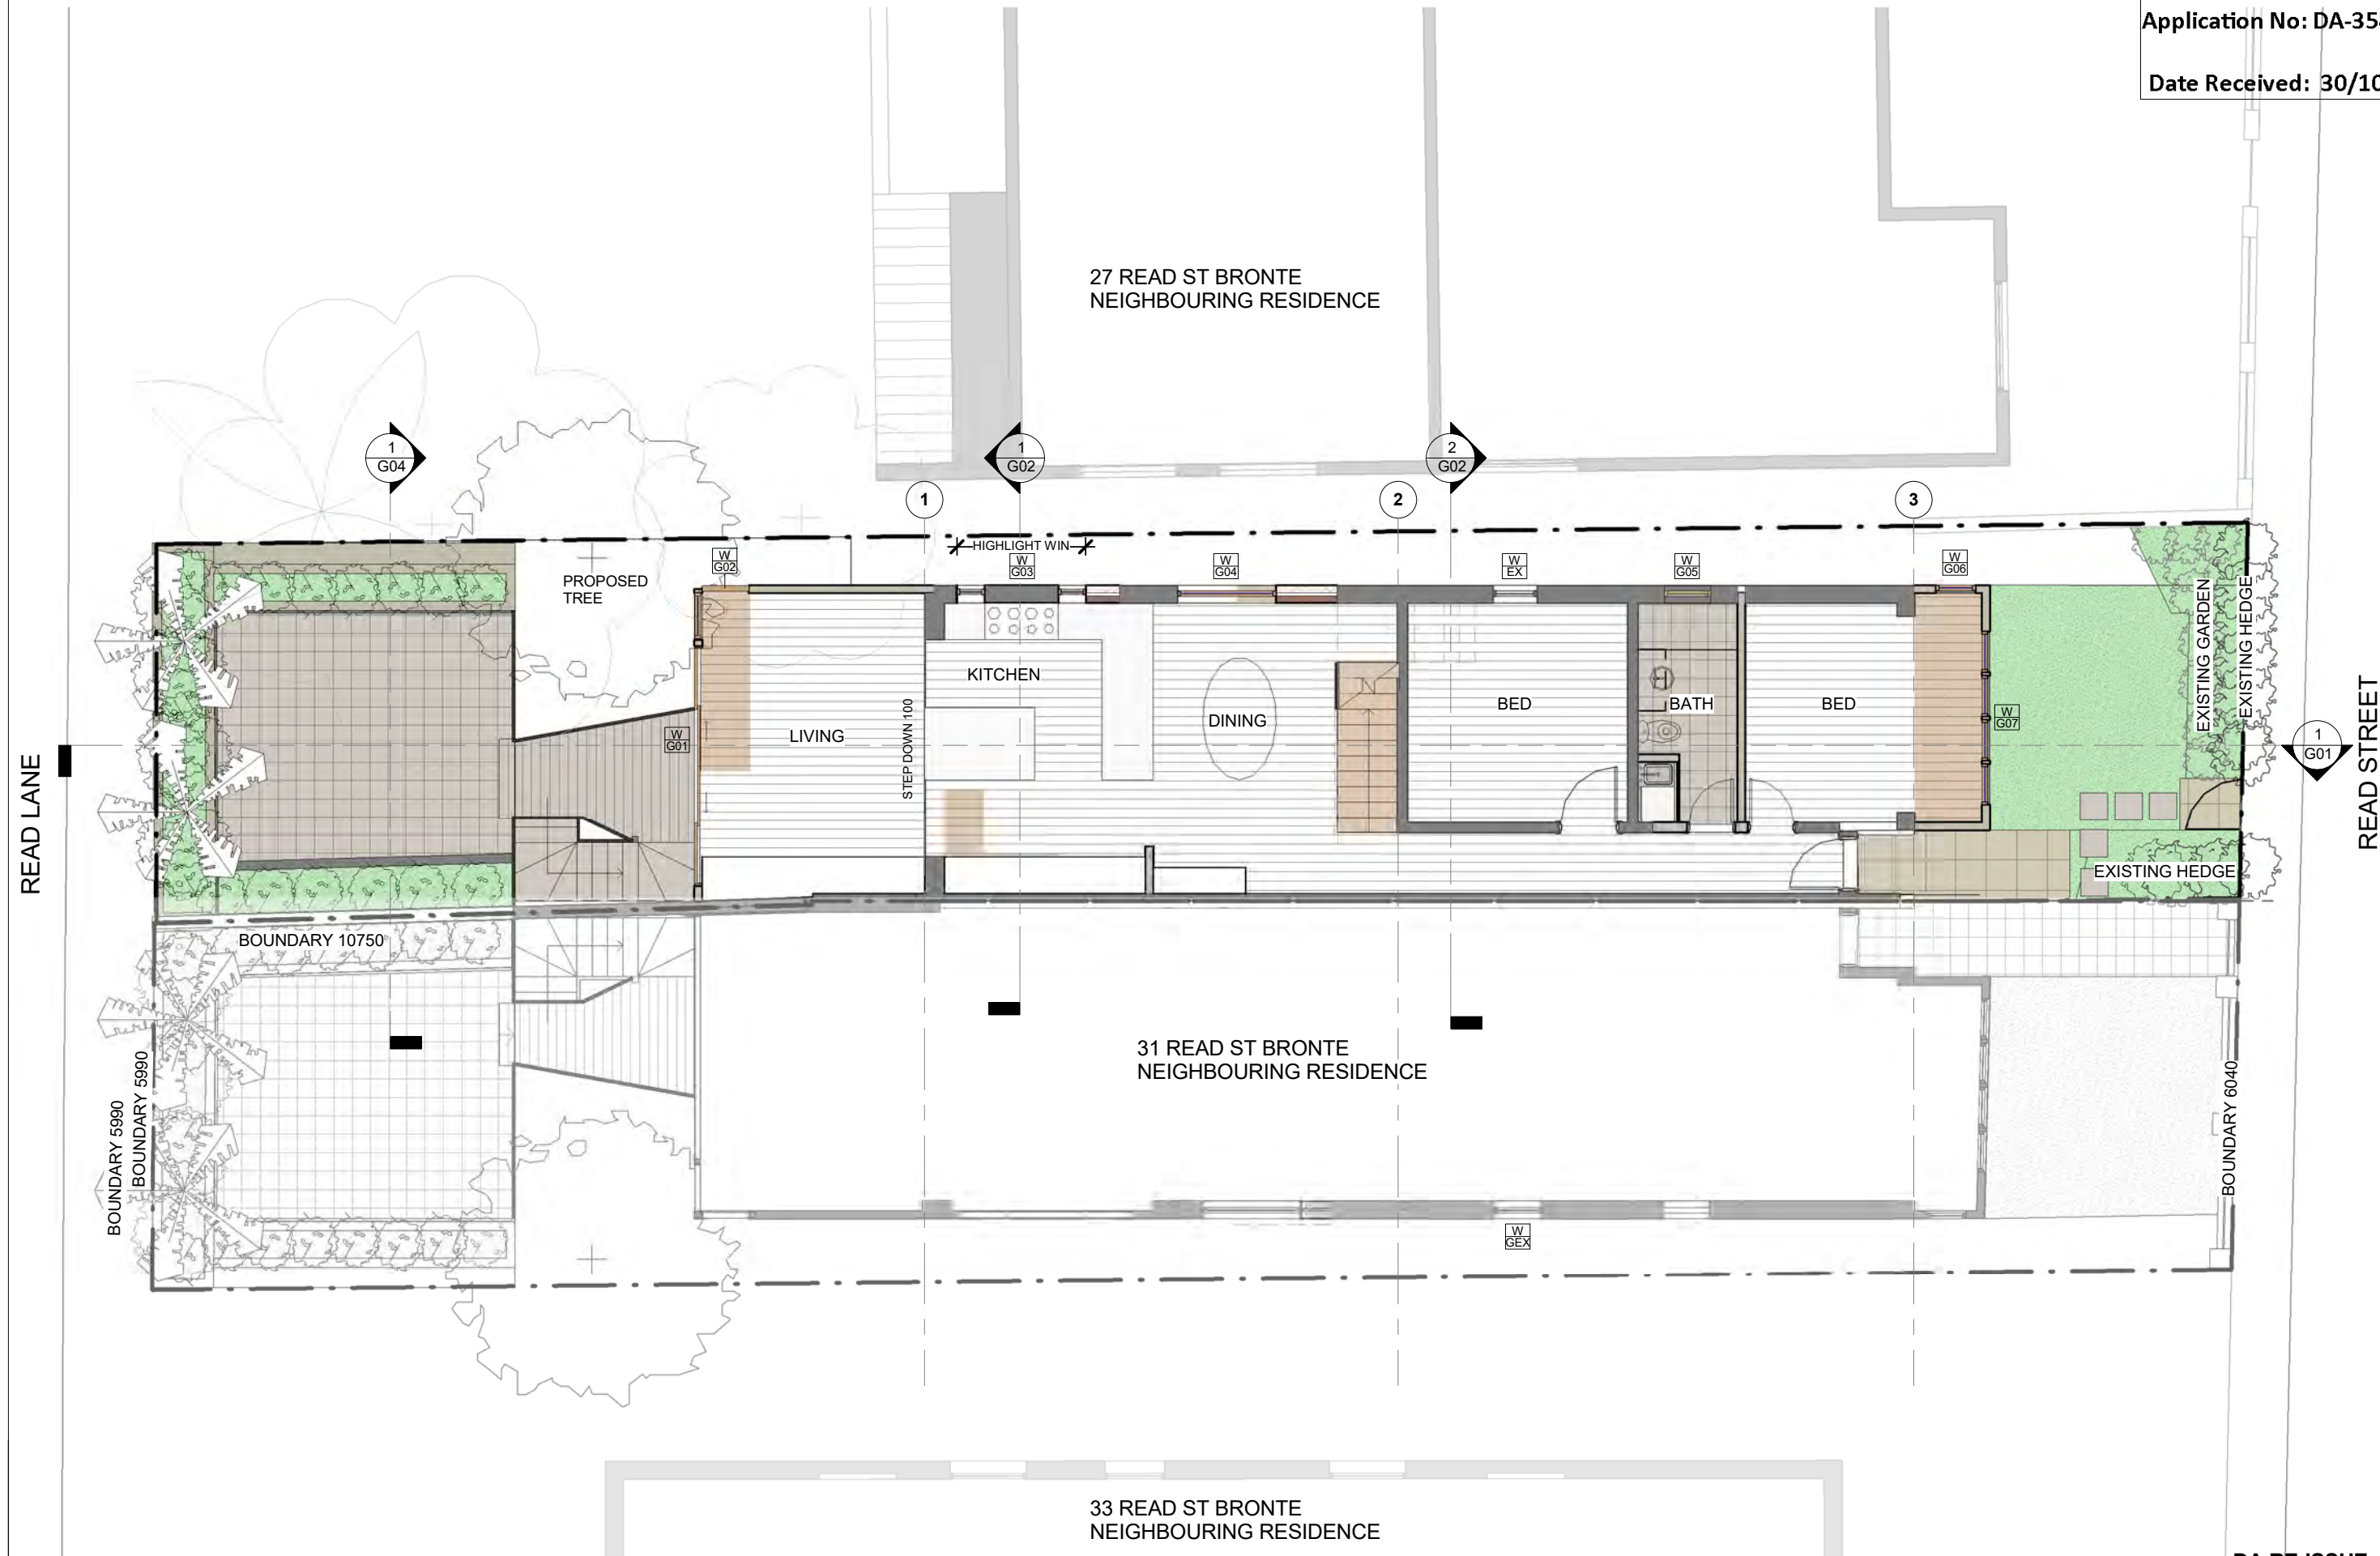 Application No: DA-35
Date Received: 30/10
27 READ ST BRONTE
NEIGHBOURING RESIDENCE
1
G04
1
G02
2
G02
1
2
3
HIGHLIGHT WIN
W
G02
W
G03
W
G04
W
EX
W
G05
W
G06
PROPOSED
TREE
KITCHEN
LIVING
STEP DOWN 100
DINING
BED
BATH
BED
W
G01
W
G07
EXISTING GARDEN
EXISTING HEDGE
1
G01
READ LANE
READ STREET
EXISTING HEDGE
BOUNDARY 10750
31 READ ST BRONTE
NEIGHBOURING RESIDENCE
BOUNDARY 5990
BOUNDARY 5990
BOUNDARY 6040
W
GEX
33 READ ST BRONTE
NEIGHBOURING RESIDENCE